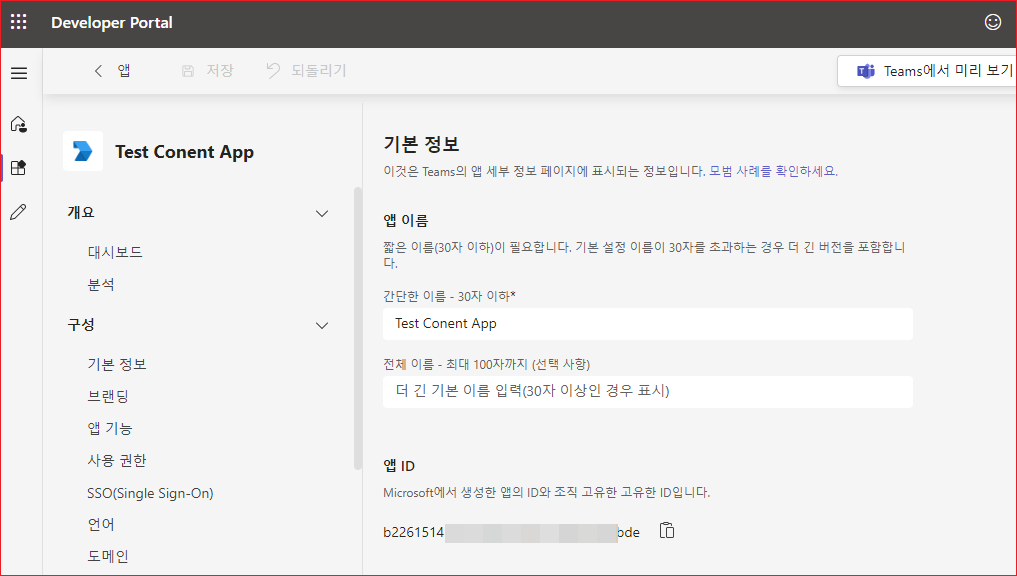 Developer Portal
앱
저장
되돌리기
Teams에서 미리 보기
Test Conent App
개요
대시보드
분석
구성
기본 정보
브랜딩
앱 기능
사용 권한
SSO(Single Sign-On)
언어
도메인
기본 정보
이것은 Teams의 앱 세부 정보 페이지에 표시되는 정보입니다. 모범 사례를 확인하세요.
앱 이름
짧은 이름(30자 이하)이 필요합니다. 기본 설정 이름이 30자를 초과하는 경우 더 긴 버전을 포함합니
다.
간단한 이름 - 30자 이하*
Test Conent App
전체 이름 - 최대 100자까지 (선택 사항)
더 긴 기본 이름 입력(30자 이상인 경우 표시)
앱 ID
Microsoft에서 생성한 앱의 ID와 조직 고유한 고유한 ID입니다.
b2261514 bde